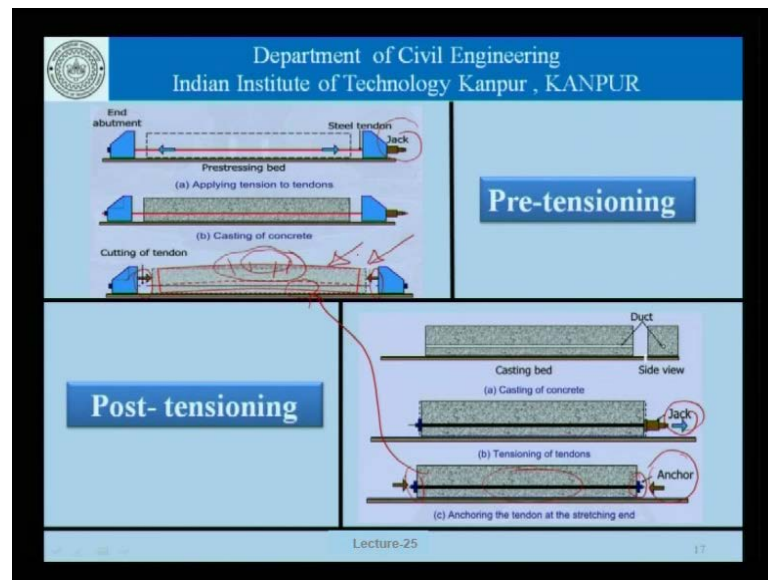 Department of Civil Engineering
Indian Institute of Technology Kanpur , KANPUR
End
abutment
Steel tendon
Jack
Prestressing bed
(a) Applying tension to tendons
(b) Casting of concrete
Cutting of tendon
Pre-tensioning
Post- tensioning
Duct
Casting bed
Side view
(a) Casting of concrete
Jack
(b) Tensioning of tendons
Anchor
(c) Anchoring the tendon at the stretching end
Lecture-25
17